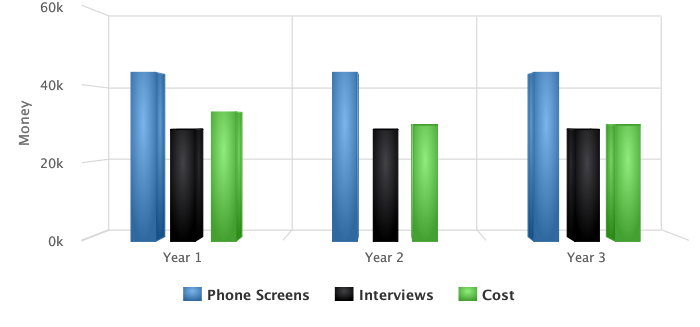 60k
40k
20k
0k
Money
Year 1 Year 2 Year 3
Phone Screens Interviews Cost